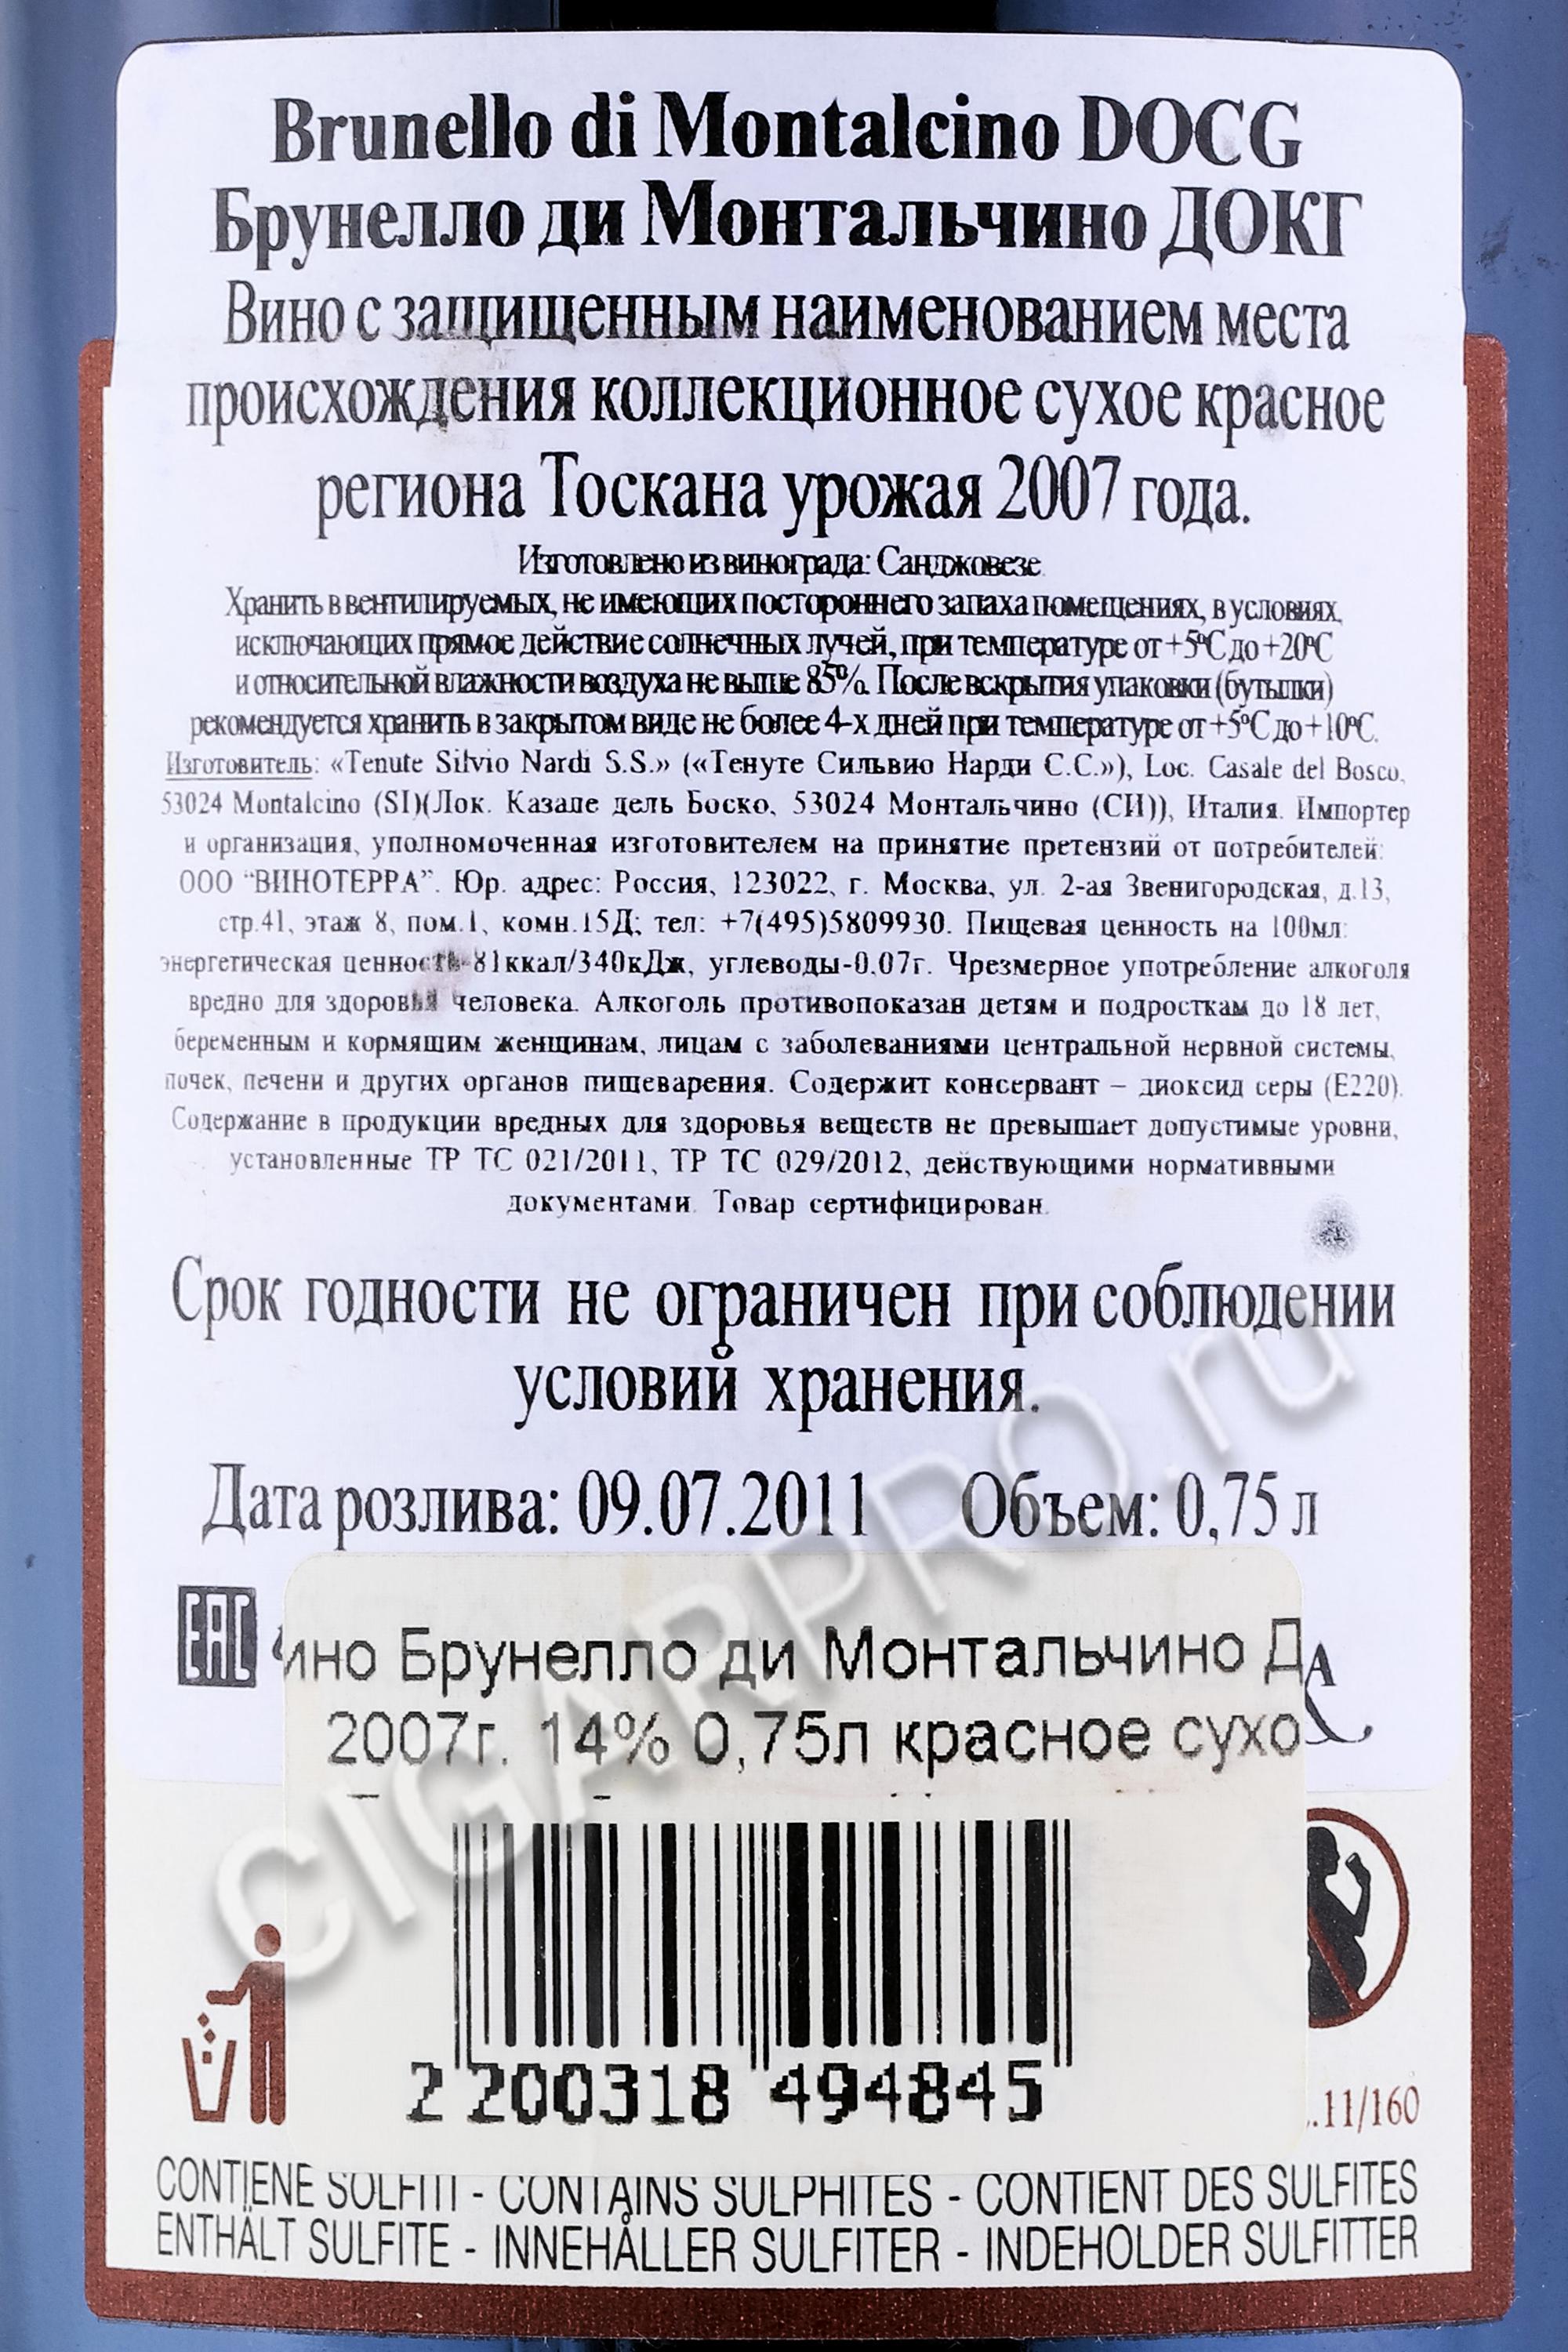 Brunello di Montalcino DOCG
Брунелло ди Монтальчино ДОКГ
Вино с защищенным наименованием места
происхождения коллекционное сухое красное
региона Тоскана урожая 2007 года.
Изготовлено из винограда: Санджовезе.
Хранить в вентилируемых, не имеющих постороннего запаха помещениях, в условиях,
исключающих прямое действие солнечных лучей, при температуре от +5ºС до +20ºС
и относительной влажности воздуха не выше 85%. После вскрытия упаковки (бутылки)
рекомендуется хранить в закрытом виде не более 4-х дней при температуре от +5ºС до +10ºС.
Изготовитель: «Tenute Silvio Nardi S.S.» («Тенуте Сильвио Нарди С.С.»), Loc. Casale del Bosco,
53024 Montalcino (SI)(Лок. Казале дель Боско, 53024 Монтальчино (СИ)), Италия. Импортер
и организация, уполномоченная изготовителем на принятие претензий от потребителей:
ООО “ВИНОТЕРРА”. Юр. адрес: Россия, 123022, г. Москва, ул. 2-ая Звенигородская, д.13,
стр.41, этаж 8, пом.1, комн.15Д; тел: +7(495)5809930. Пищевая ценность на 100мл:
энергетическая ценность-81ккал/340кДж, углеводы-0.07г. Чрезмерное употребление алкоголя
вредно для здоровья человека. Алкоголь противопоказан детям и подросткам до 18 лет,
беременным и кормящим женщинам, лицам с заболеваниями центральной нервной системы,
почек, печени и других органов пищеварения. Содержит консервант – диоксид серы (Е220).
Содержание в продукции вредных для здоровья веществ не превышает допустимые уровни,
установленные ТР ТС 021/2011, ТР ТС 029/2012, действующими нормативными
документами. Товар сертифицирован.
Срок годности не ограничен при соблюдении
условий хранения.
Дата розлива: 09.07.2011 Объем: 0,75 л
EAC
ино Брунелло ди Монтальчино Д
2007г. 14% 0,75л красное сухо
2 200318 494845
.11/160
CONTIENE SOLFITI - CONTAINS SULPHITES - CONTIENT DES SULFITES
ENTHÄLT SULFITE - INNEHÅLLER SULFITER - INDEHOLDER SULFITTER
CIGARPRO.ru